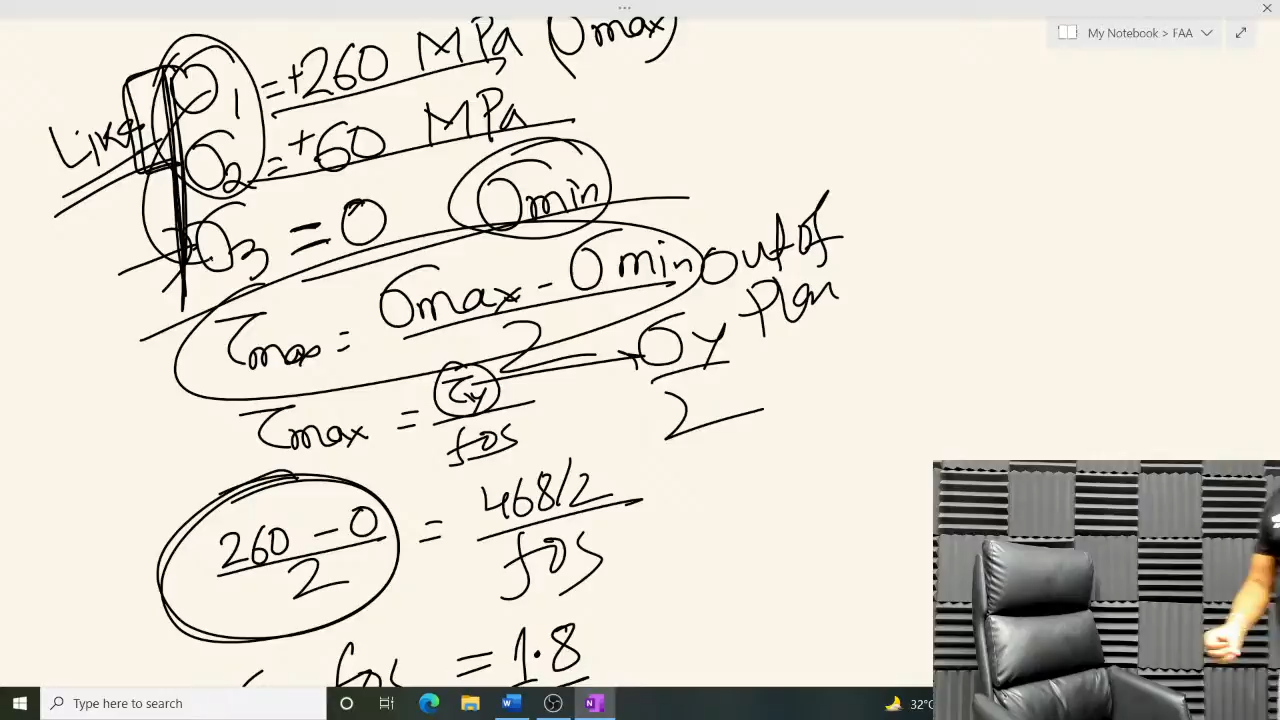 My Notebook > FAA
σ1 = +260 MPa (σmax)
Like σ2 = +60 MPa
σ3 = 0 σmin
τmax = σmax - σmin / 2 out of plan
τmax = τy / fos → σy / 2
260 - 0 / 2 = 468/2 / fos
fos = 1.8
Type here to search
32°C